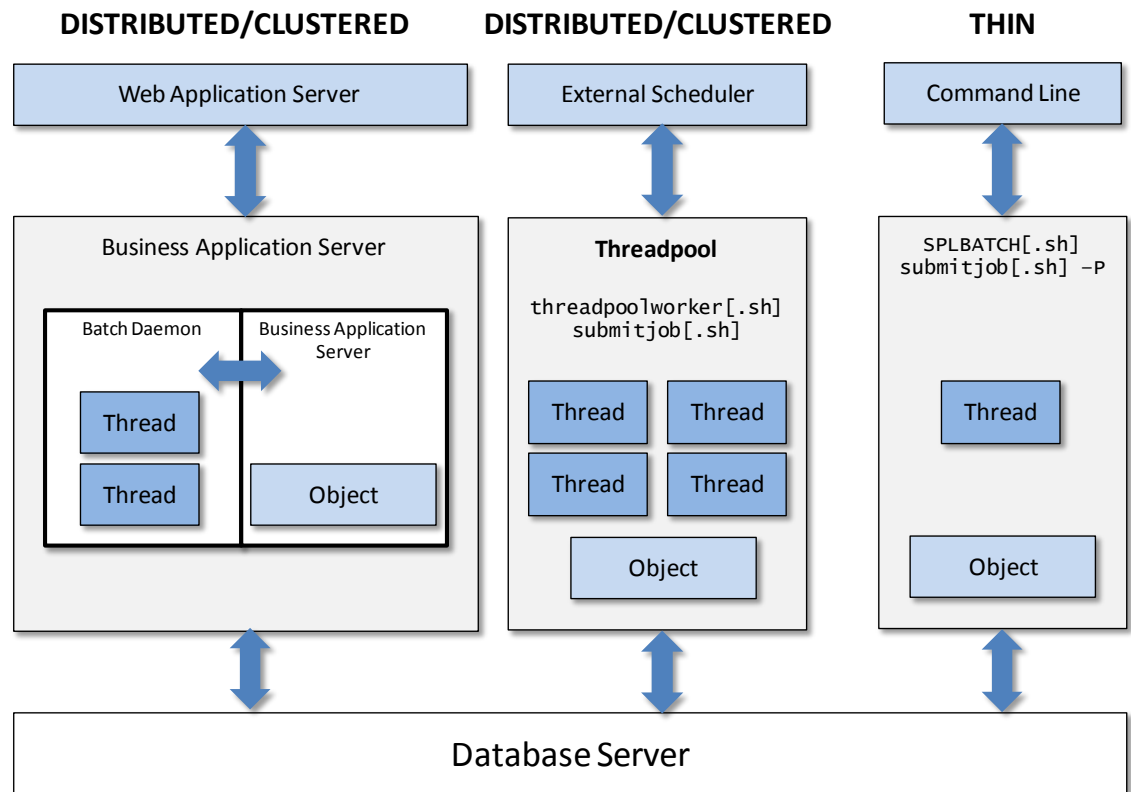 DISTRIBUTED/CLUSTERED
DISTRIBUTED/CLUSTERED
THIN
Web Application Server
External Scheduler
Command Line
Business Application Server
Batch Daemon
Business Application
Server
Thread
Thread
Object
Threadpool
threadpoolworker[.sh]
submitjob[.sh]
Thread
Thread
Thread
Thread
Object
SPLBATCH[.sh]
submitjob[.sh] –P
Thread
Object
Database Server